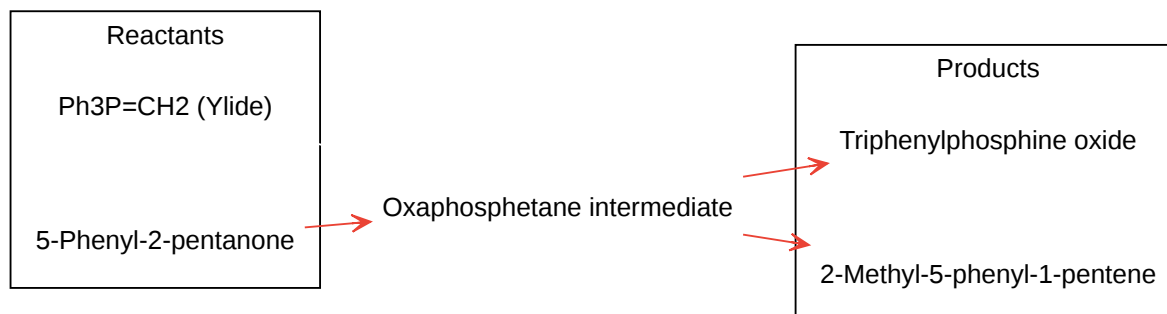 Reactants
Ph3P=CH2 (Ylide)
5-Phenyl-2-pentanone
Oxaphosphetane intermediate
Products
Triphenylphosphine oxide
2-Methyl-5-phenyl-1-pentene